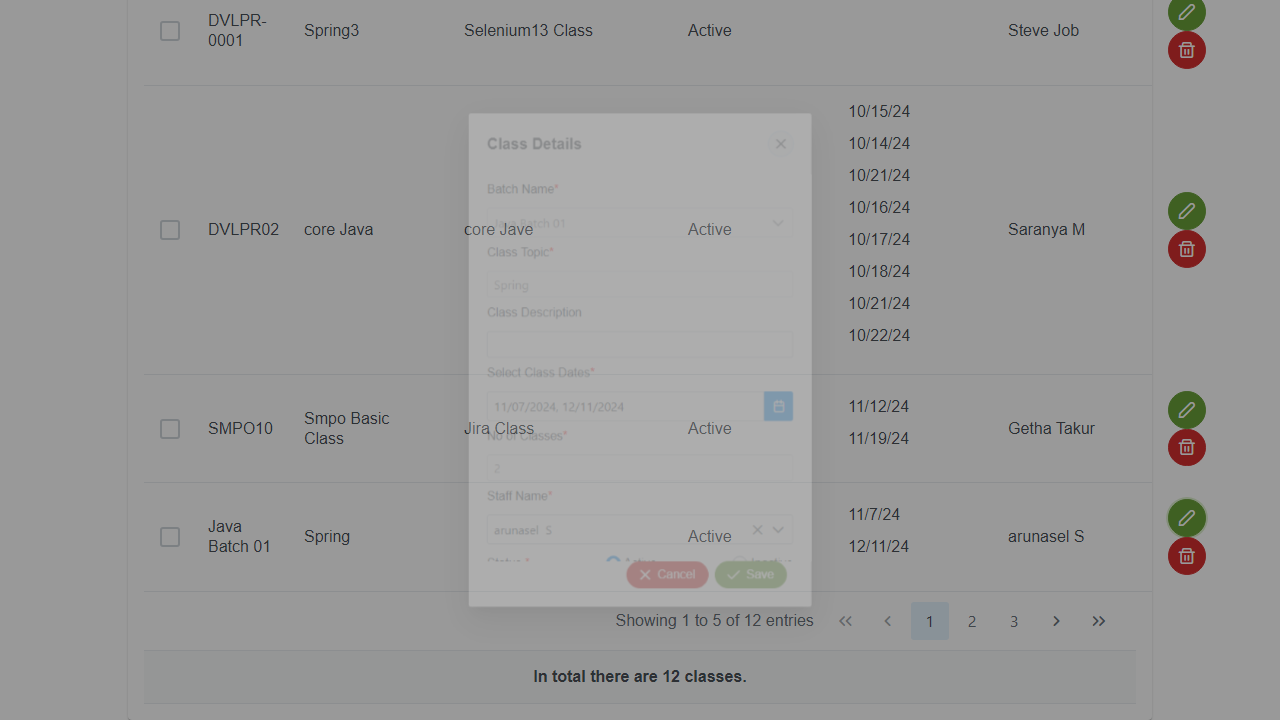 DVLPR-
0001
Spring3
Selenium13 Class
Active
Steve Job
DVLPR02
core Java
core Jave
Active
10/15/24
10/14/24
10/21/24
10/16/24
10/17/24
10/18/24
10/21/24
10/22/24
Saranya M
SMPO10
Smpo Basic
Class
Jira Class
Active
11/12/24
11/19/24
Getha Takur
Java
Batch 01
Spring
Active
11/7/24
12/11/24
arunasel S
Class Details
Batch Name*
Java Batch 01
Class Topic*
Spring
Class Description
Select Class Dates*
11/07/2024, 12/11/2024
No of Classes*
2
Staff Name*
arunasel S
Cancel
Save
Showing 1 to 5 of 12 entries
1 2 3
In total there are 12 classes.